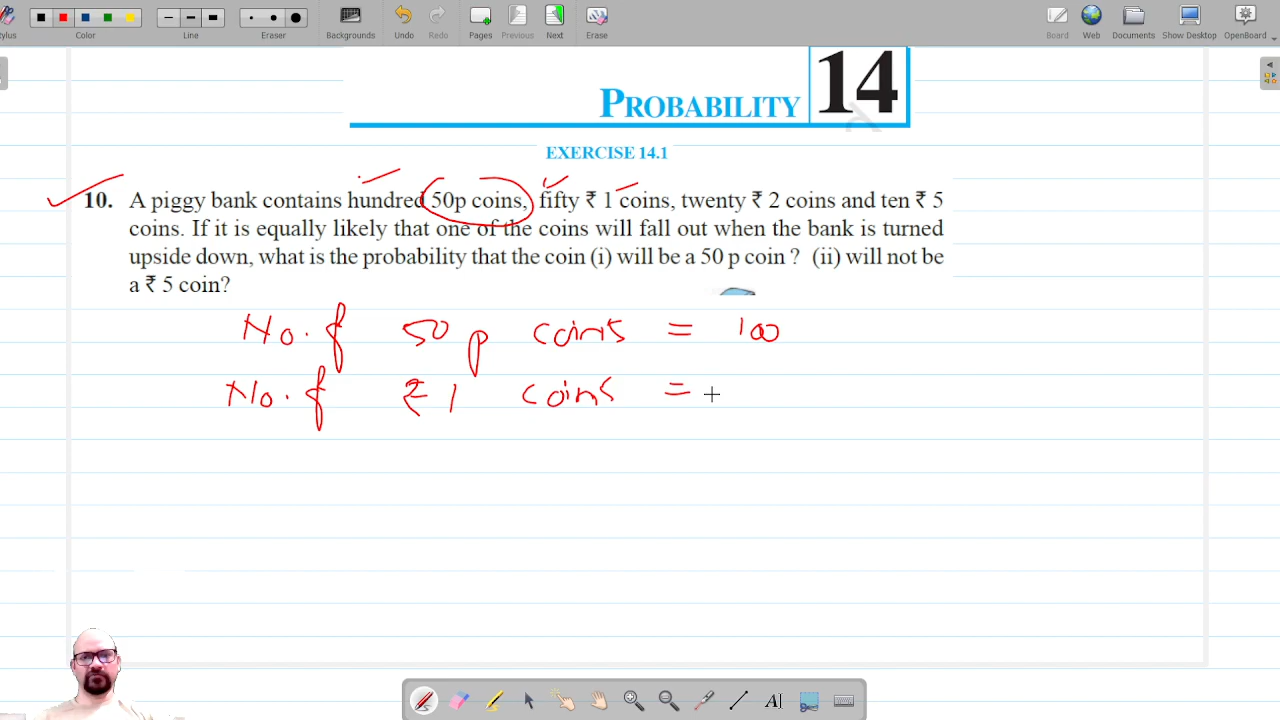 Stylus Color Line Eraser Backgrounds Undo Redo Pages Previous Next Erase Board Web Documents Show Desktop OpenBoard
PROBABILITY 14
EXERCISE 14.1
10. A piggy bank contains hundred 50p coins, fifty ₹ 1 coins, twenty ₹ 2 coins and ten ₹ 5
coins. If it is equally likely that one of the coins will fall out when the bank is turned
upside down, what is the probability that the coin (i) will be a 50 p coin ? (ii) will not be
a ₹ 5 coin?
No. of 50 p coins = 100
No. of ₹ 1 coins =